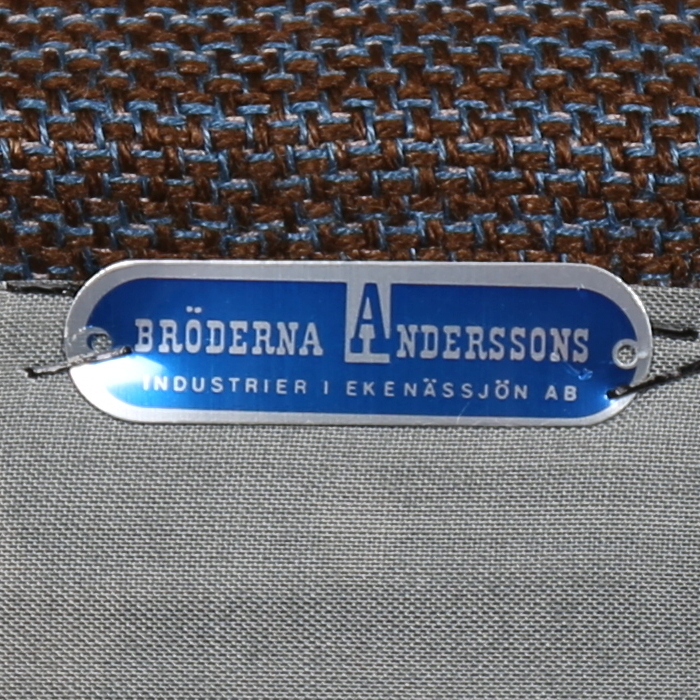 BRÖDERNA ANDERSSONS
INDUSTRIER I EKENÄSSJÖN AB